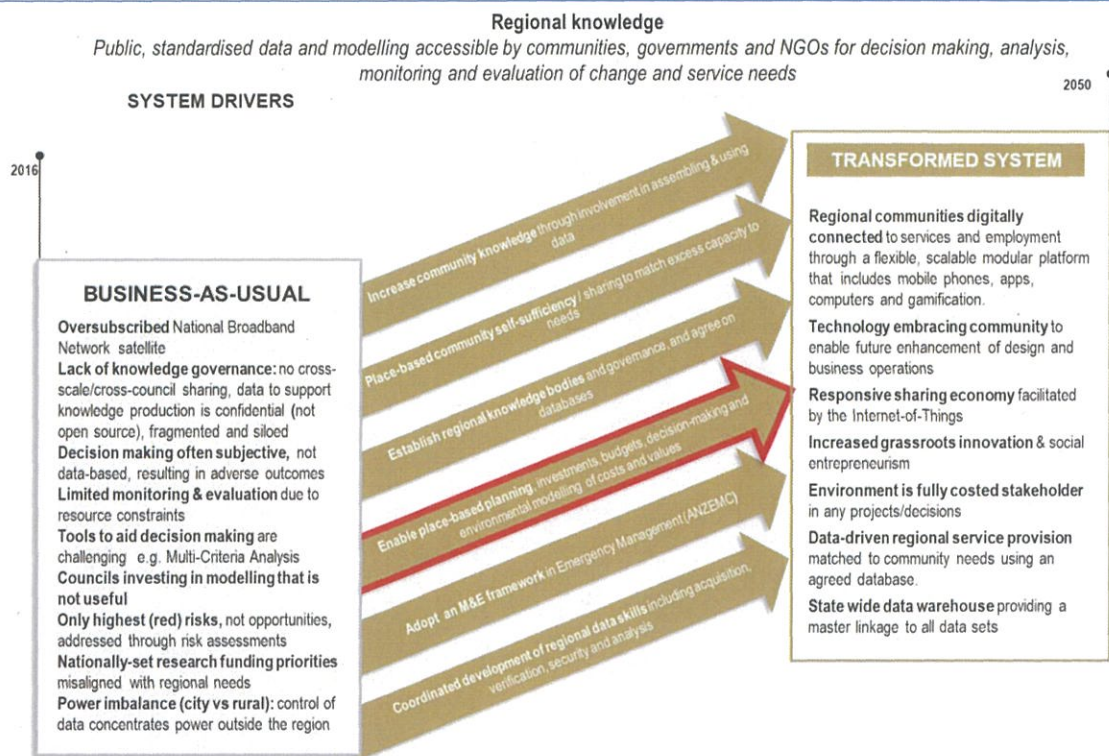 Regional knowledge
Public, standardised data and modelling accessible by communities, governments and NGOs for decision making, analysis,
monitoring and evaluation of change and service needs
SYSTEM DRIVERS
2050
2016
BUSINESS-AS-USUAL
Oversubscribed National Broadband
Network satellite
Lack of knowledge governance: no cross-
scale/cross-council sharing, data to support
knowledge production is confidential (not
open source), fragmented and siloed
Decision making often subjective, not
data-based, resulting in adverse outcomes
Limited monitoring & evaluation due to
resource constraints
Tools to aid decision making are
challenging e.g. Multi-Criteria Analysis
Councils investing in modelling that is
not useful
Only highest (red) risks, not opportunities,
addressed through risk assessments
Nationally-set research funding priorities
misaligned with regional needs
Power imbalance (city vs rural): control of
data concentrates power outside the region
Increase community knowledge through involvement in assembling & using
data
Place-based community self-sufficiency / sharing to match excess capacity to
needs
Establish regional knowledge bodies and governance, and agree on
databases
Enable place-based planning, investments, budgets, decision-making and
environmental modelling of costs and values
Adopt an M&E framework in Emergency Management (ANZEMC)
Coordinated development of regional data skills including acquisition,
verification, security and analysis
TRANSFORMED SYSTEM
Regional communities digitally
connected to services and employment
through a flexible, scalable modular platform
that includes mobile phones, apps,
computers and gamification.
Technology embracing community to
enable future enhancement of design and
business operations
Responsive sharing economy facilitated
by the Internet-of-Things
Increased grassroots innovation & social
entrepreneurism
Environment is fully costed stakeholder
in any projects/decisions
Data-driven regional service provision
matched to community needs using an
agreed database.
State wide data warehouse providing a
master linkage to all data sets